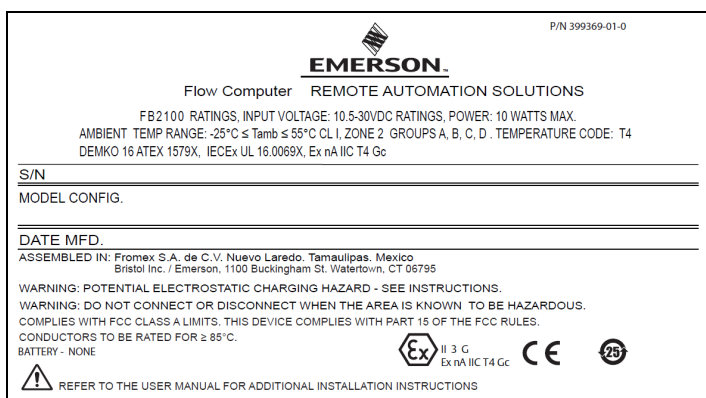 P/N 399369-01-0
EMERSON™
Flow Computer REMOTE AUTOMATION SOLUTIONS
FB2100 RATINGS, INPUT VOLTAGE: 10.5-30VDC RATINGS, POWER: 10 WATTS MAX.
AMBIENT TEMP RANGE: -25°C ≤ Tamb ≤ 55°C CL I, ZONE 2 GROUPS A, B, C, D . TEMPERATURE CODE: T4
DEMKO 16 ATEX 1579X, IECEx UL 16.0069X, Ex nA IIC T4 Gc
S/N
MODEL CONFIG.
DATE MFD.
ASSEMBLED IN: Fromex S.A. de C.V. Nuevo Laredo. Tamaulipas. Mexico
Bristol Inc. / Emerson, 1100 Buckingham St. Watertown, CT 06795
WARNING: POTENTIAL ELECTROSTATIC CHARGING HAZARD - SEE INSTRUCTIONS.
WARNING: DO NOT CONNECT OR DISCONNECT WHEN THE AREA IS KNOWN TO BE HAZARDOUS.
COMPLIES WITH FCC CLASS A LIMITS. THIS DEVICE COMPLIES WITH PART 15 OF THE FCC RULES.
CONDUCTORS TO BE RATED FOR ≥ 85°C.
BATTERY - NONE
Ex II 3 G
Ex nA IIC T4 Gc
CE
25
REFER TO THE USER MANUAL FOR ADDITIONAL INSTALLATION INSTRUCTIONS